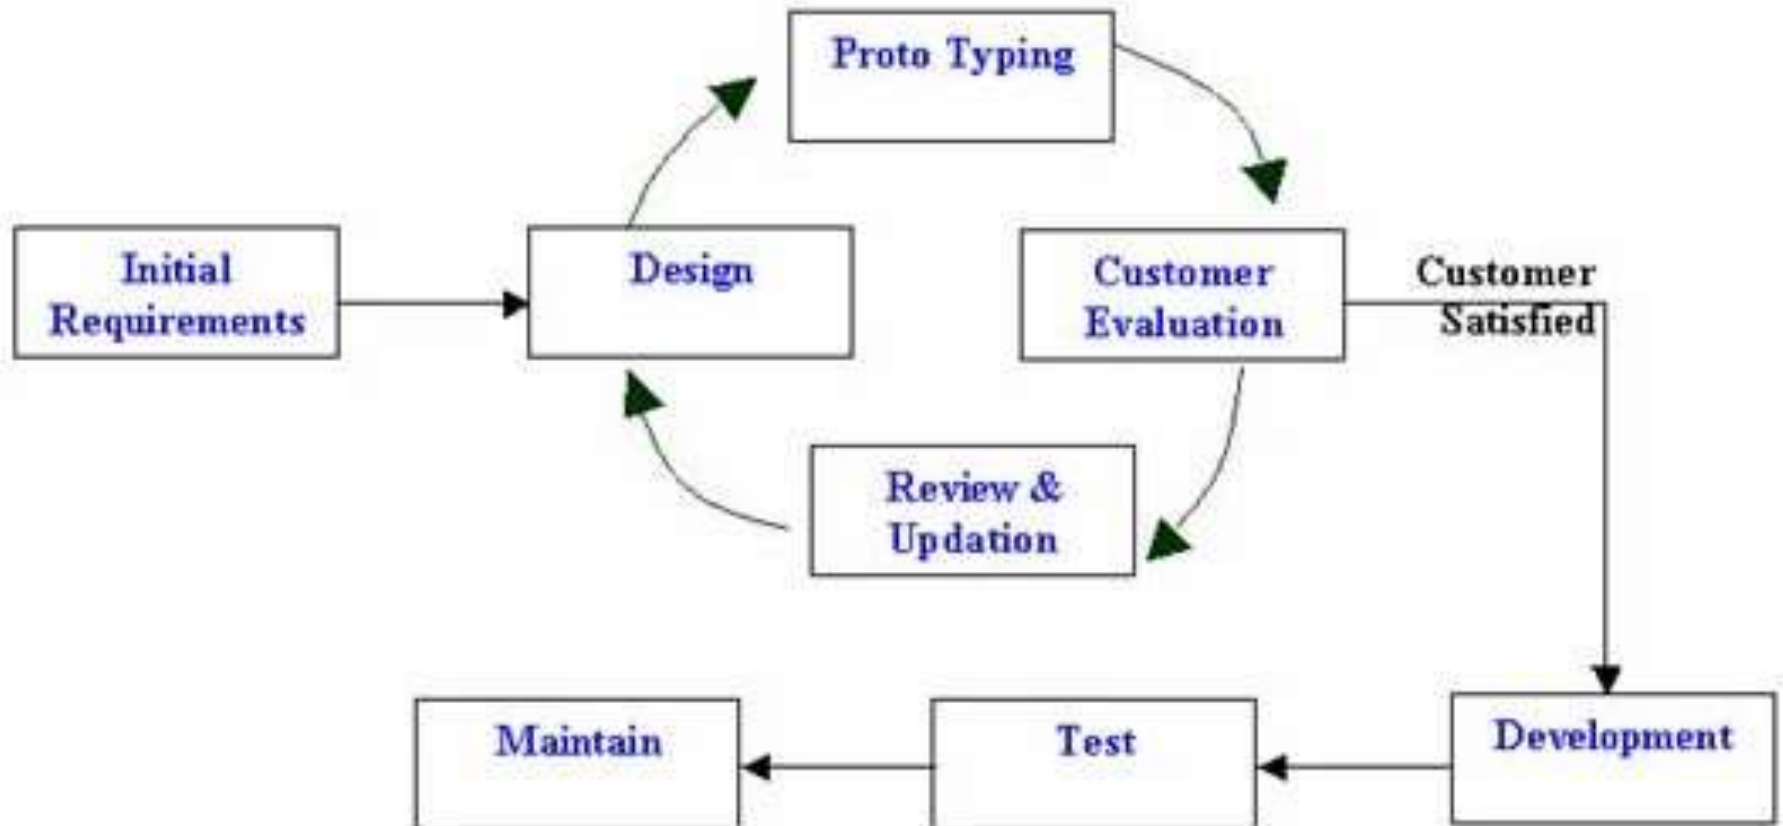 Proto Typing
Initial
Requirements
Design
Customer
Evaluation
Customer
Satisfied
Review &
Updation
Maintain
Test
Development